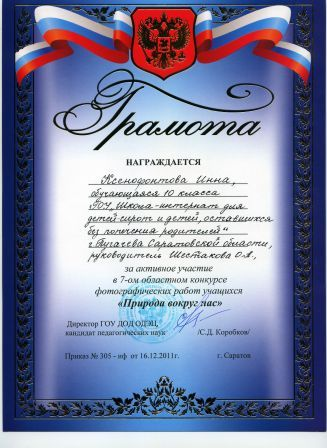 Грамота
НАГРАЖДАЕТСЯ
Ксенофонтова Инна,
обучающаяся 10 класса
ГОУ „Школа-интернат для
детей-сирот и детей, оставшихся
без попечения родителей"
г. Пугачева Саратовской области,
руководитель Шестакова О.А.,
за активное участие
в 7-ом областном конкурсе
фотографических работ учащихся
«Природа вокруг нас»
Директор ГОУ ДОД ОДЭЦ,
кандидат педагогических наук /С.Д. Коробков/
Приказ № 305 - иф от 16.12.2011г. г. Саратов